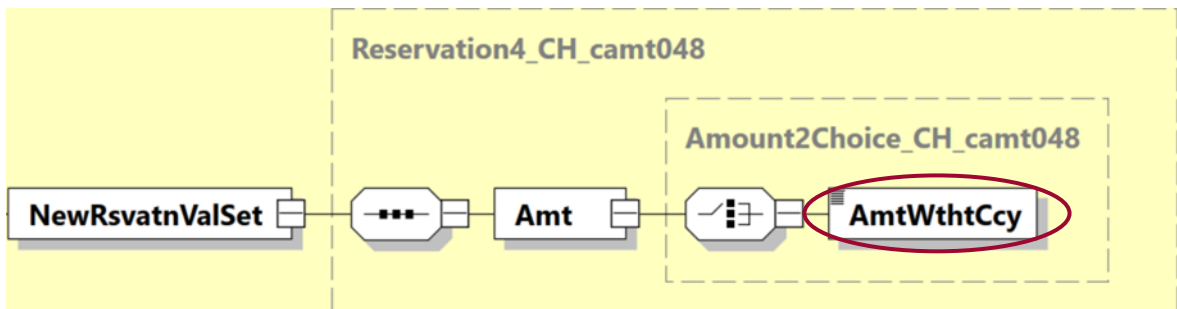 Reservation4_CH_camt048
Amount2Choice_CH_camt048
NewRsvatnValSet
Amt
AmtWthtCcy